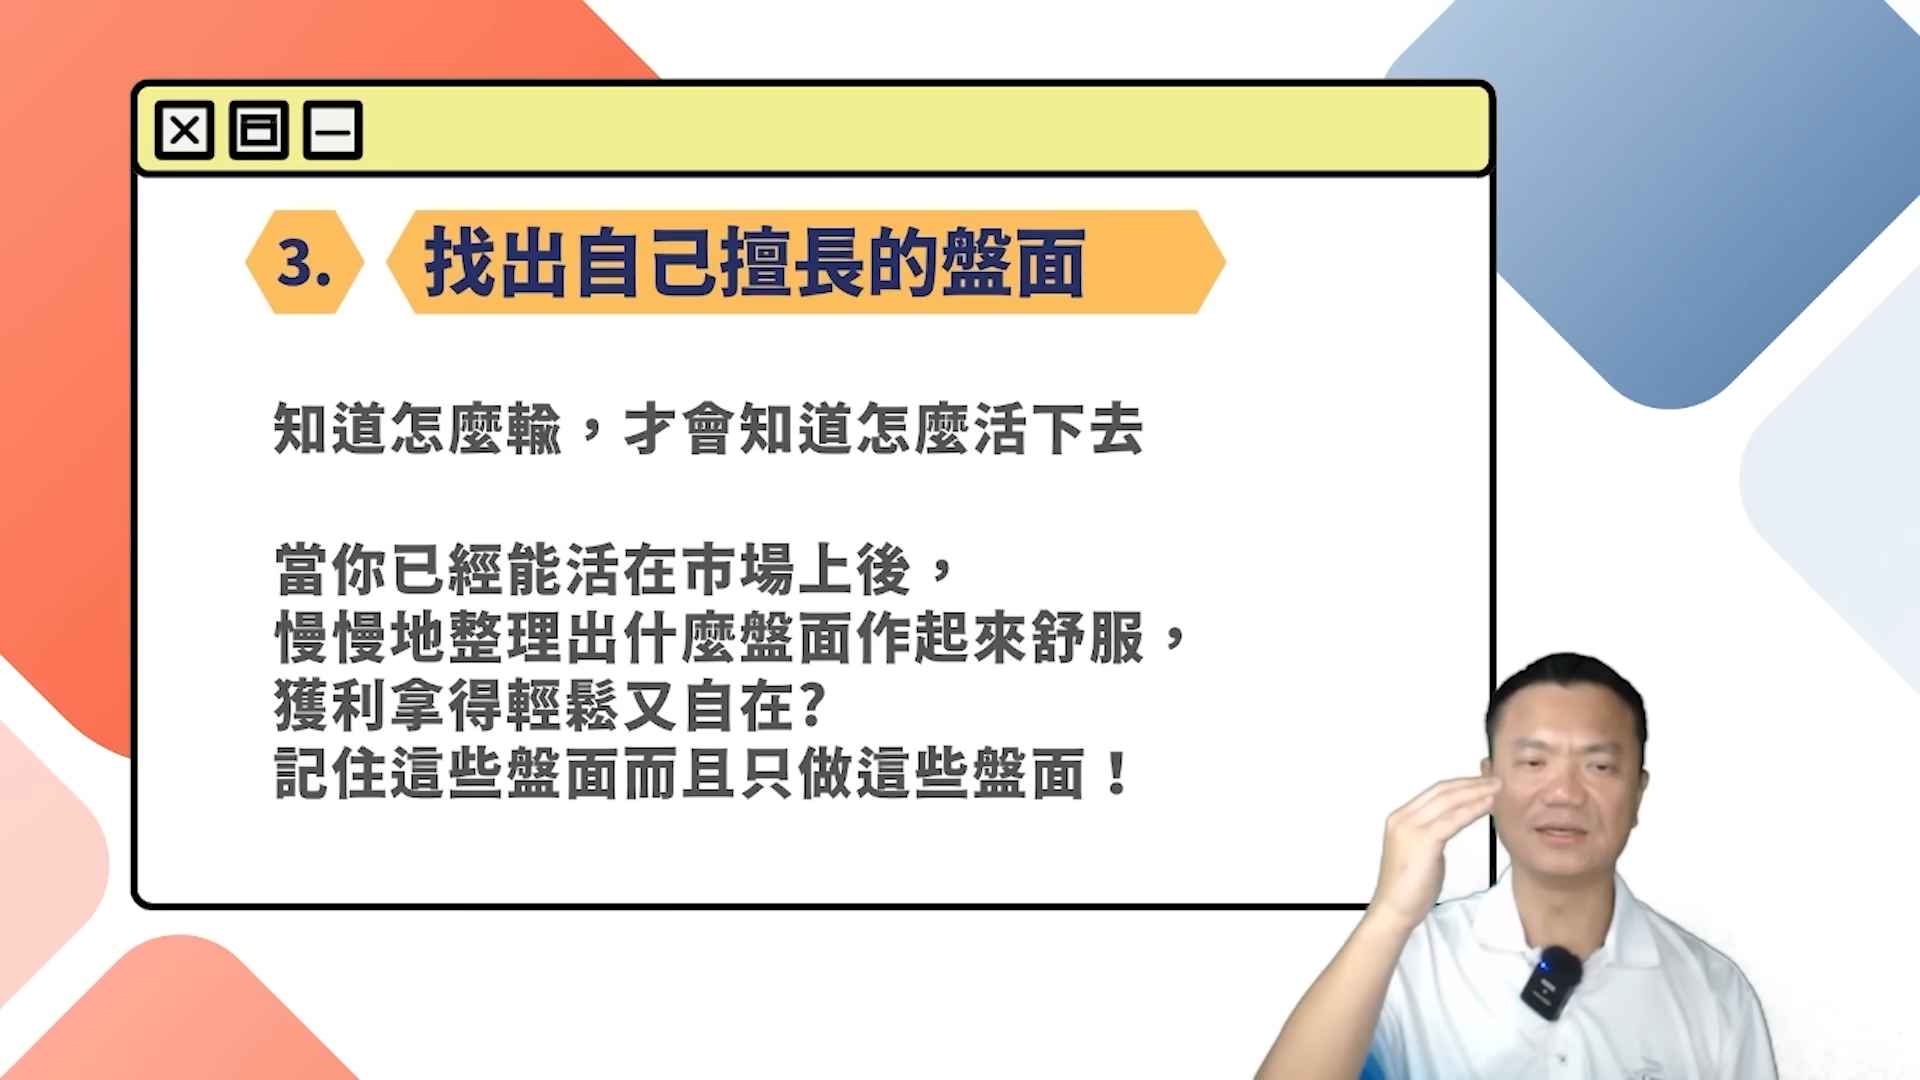 3. 找出自己擅長的盤面
知道怎麼輸，才會知道怎麼活下去
當你已經能活在市場上後，
慢慢地整理出什麼盤面作起來舒服，
獲利拿得輕鬆又自在?
記住這些盤面而且只做這些盤面！